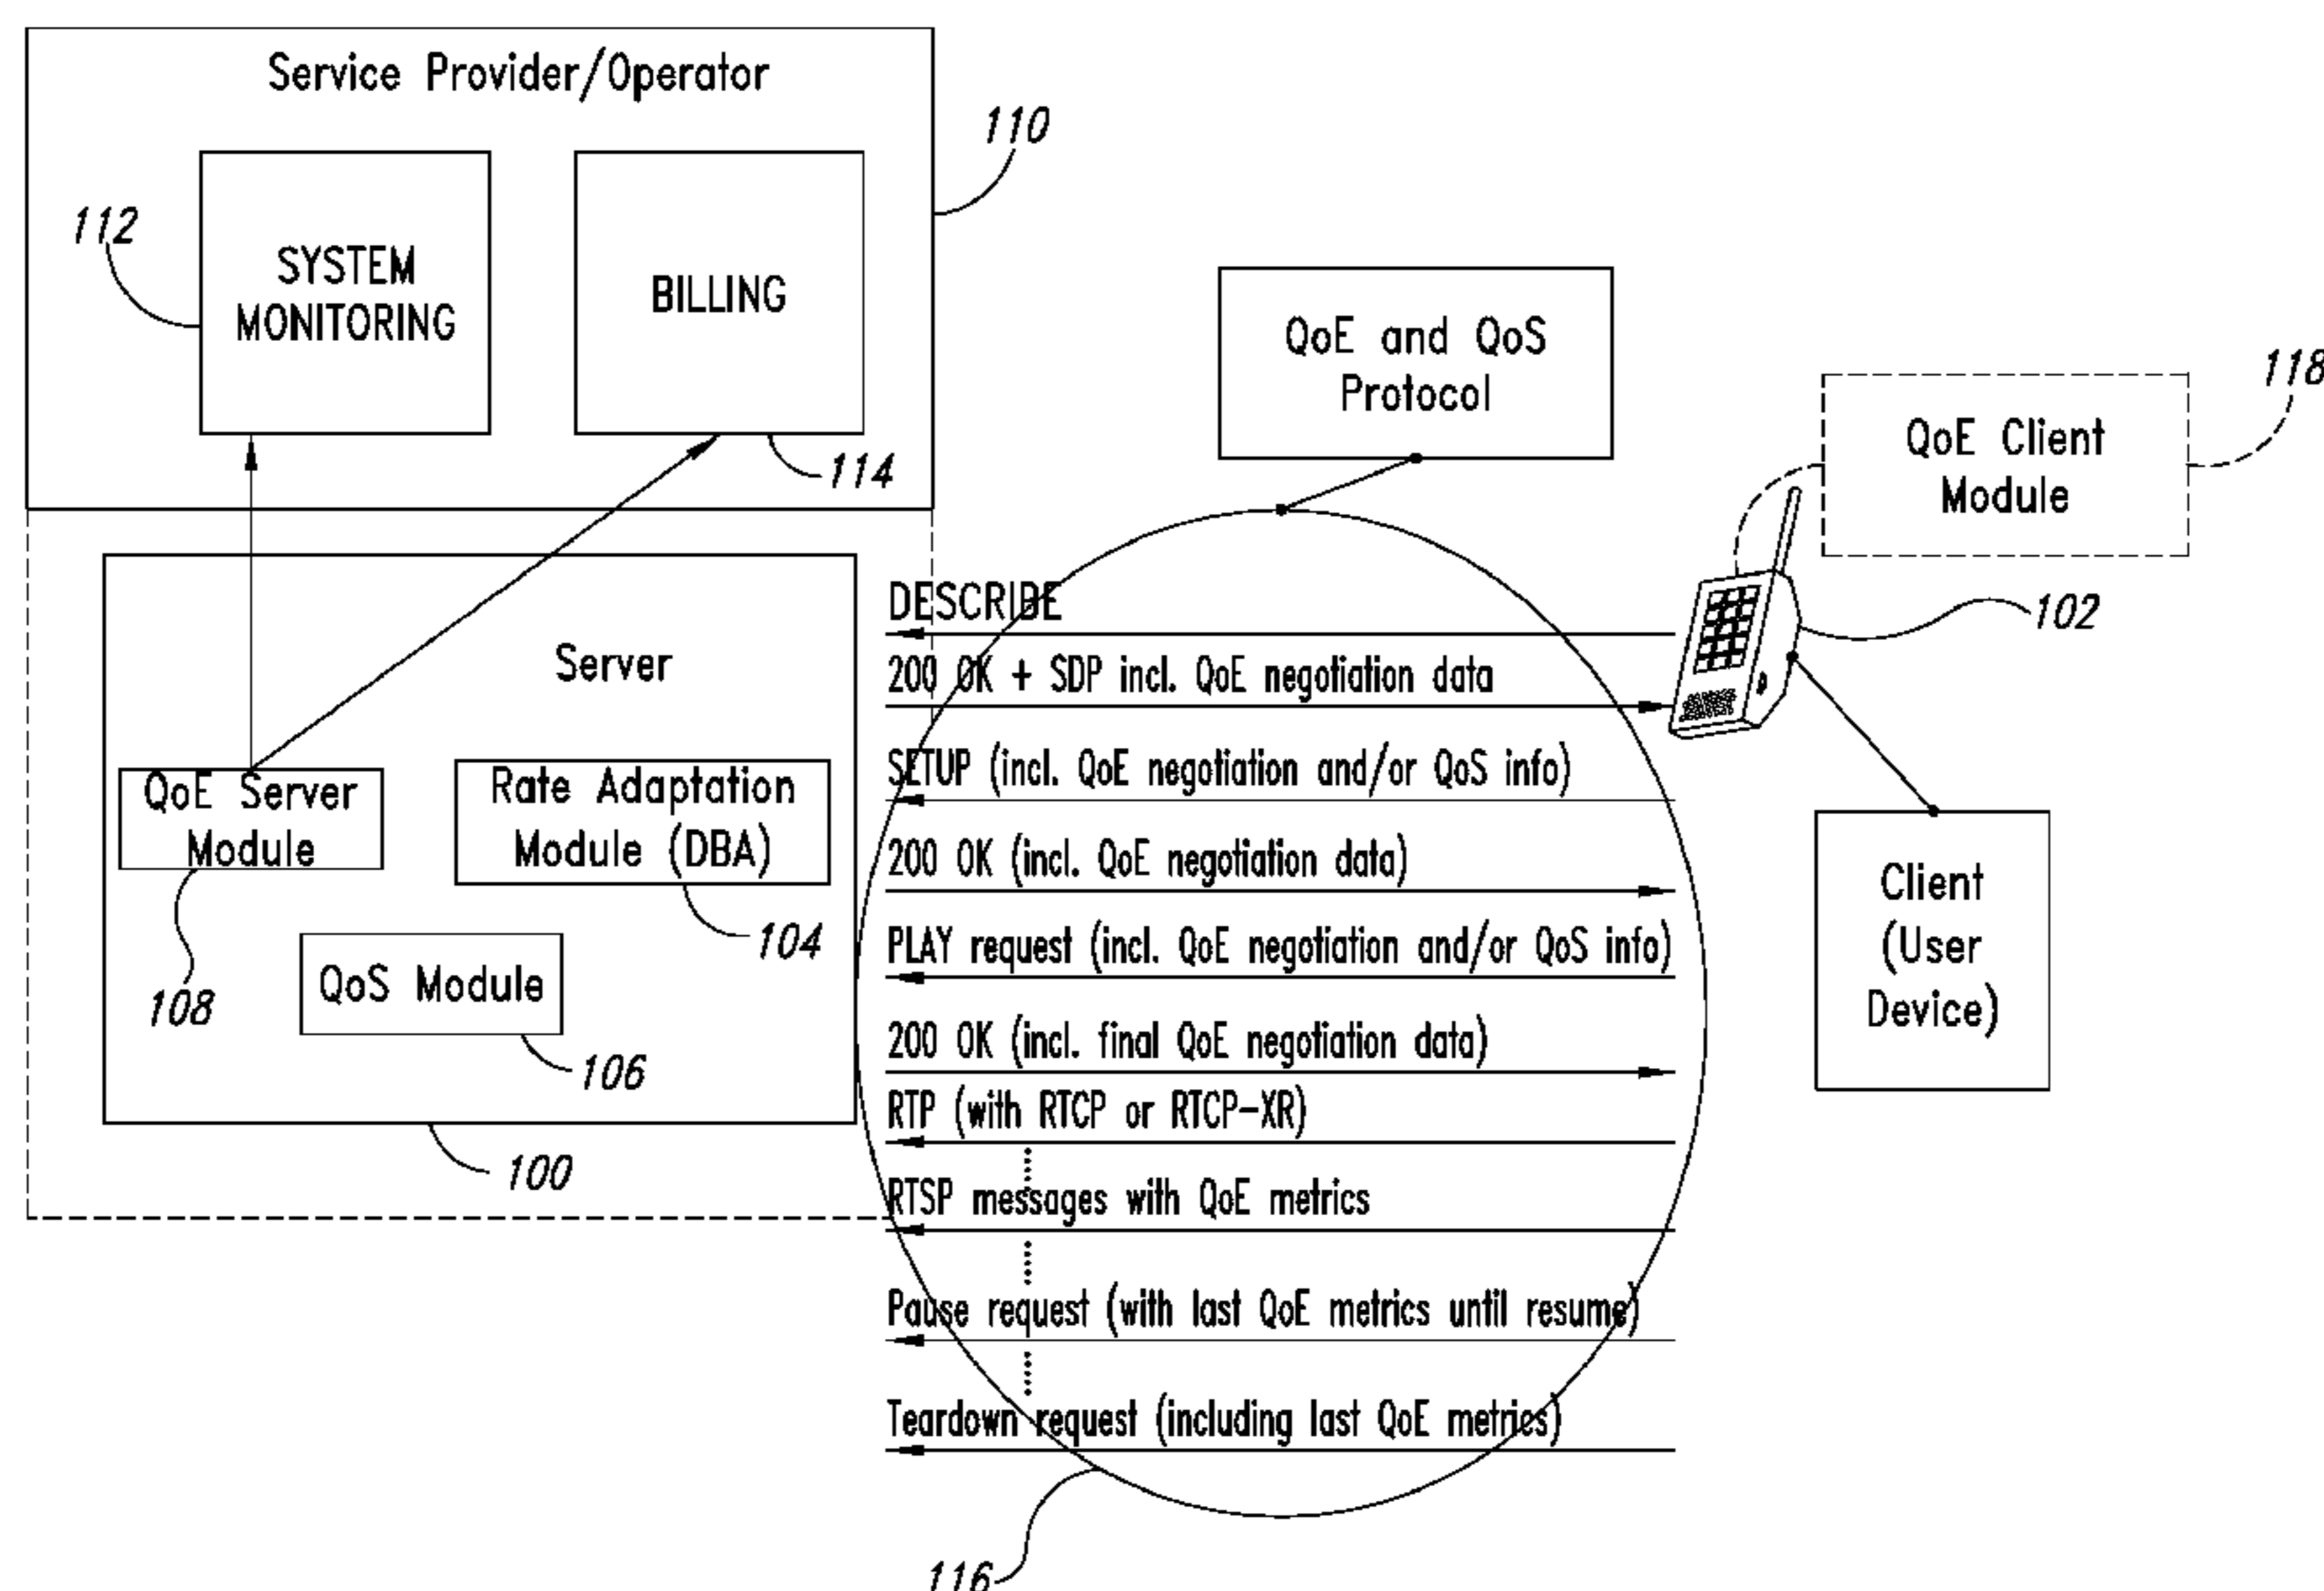 Service Provider/Operator
110
112
SYSTEM
MONITORING
BILLING
114
QoE and QoS
Protocol
118
QoE Client
Module
102
Server
QoE Server
Module
Rate Adaptation
Module (DBA)
104
108
QoS Module
106
100
DESCRIBE
200 OK + SDP incl. QoE negotiation data
SETUP (incl. QoE negotiation and/or QoS info)
200 OK (incl. QoE negotiation data)
PLAY request (incl. QoE negotiation and/or QoS info)
200 OK (incl. final QoE negotiation data)
RTP (with RTCP or RTCP-XR)
RTSP messages with QoE metrics
Pause request (with last QoE metrics until resume)
Teardown request (including last QoE metrics)
Client
(User
Device)
116